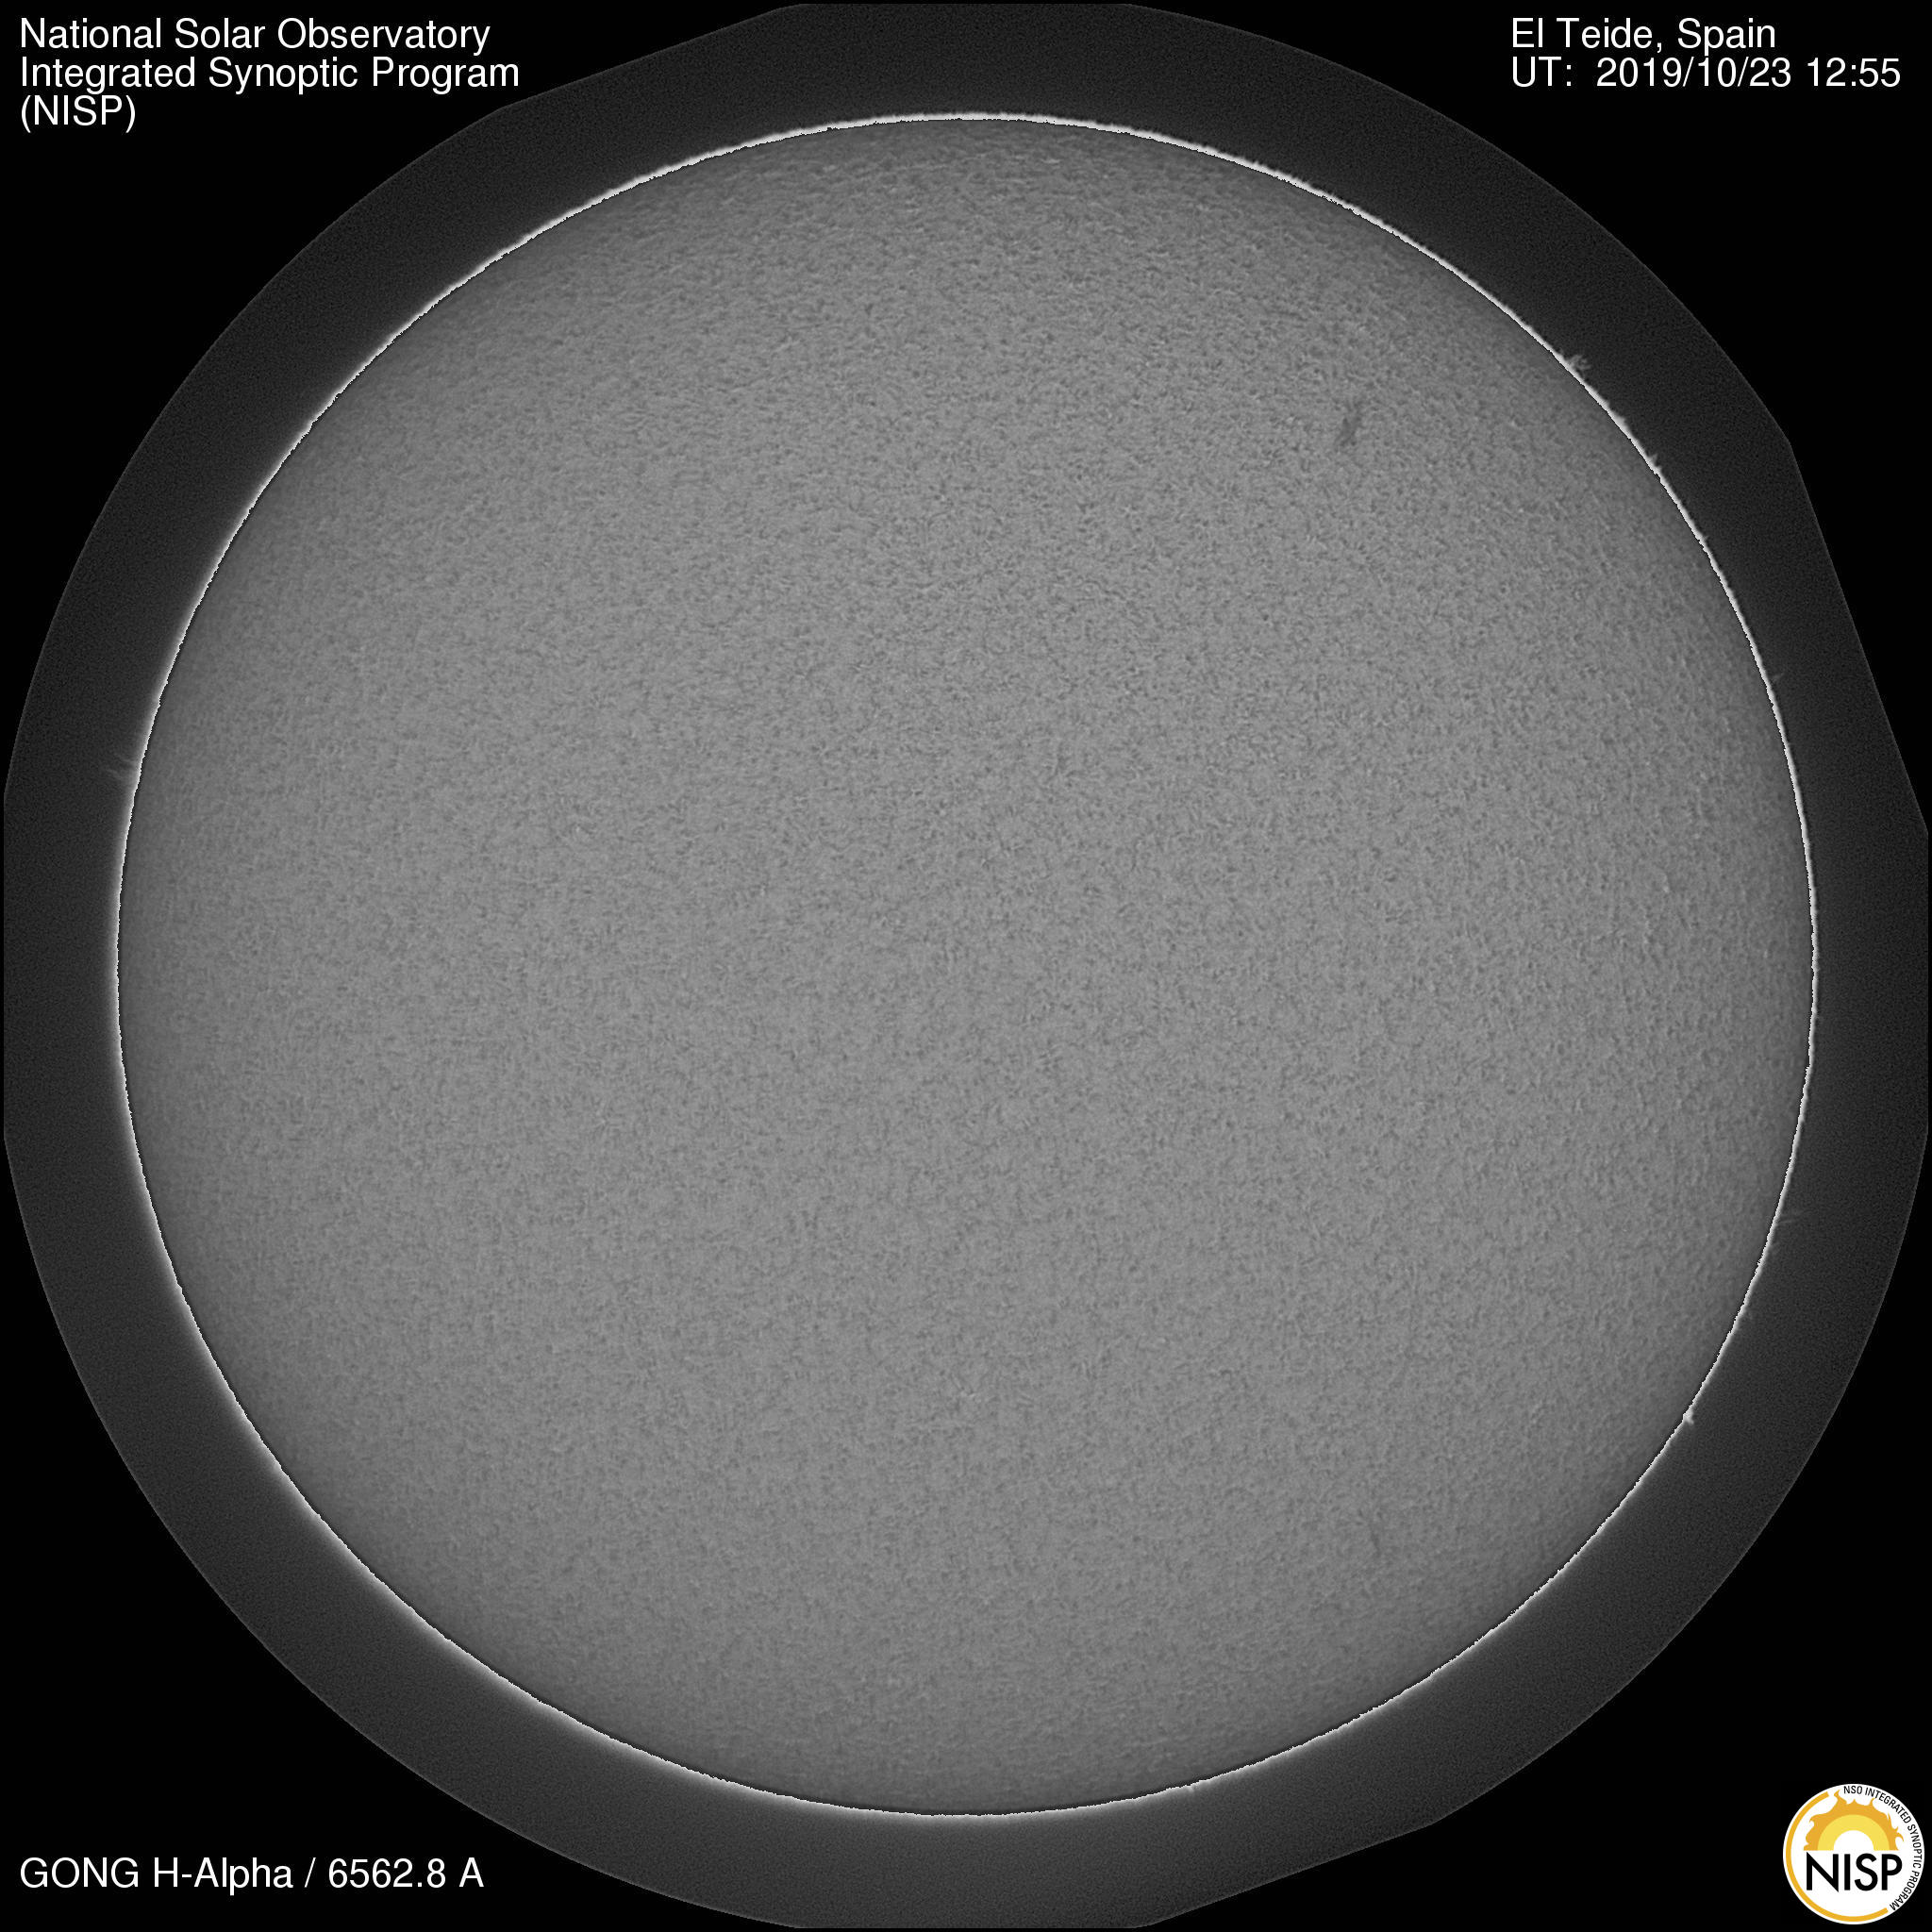 National Solar Observatory
Integrated Synoptic Program
(NISP)
El Teide, Spain
UT: 2019/10/23 12:55
GONG H-Alpha / 6562.8 A
NSO INTEGRATED SYNOPTIC PROGRAM
NISP